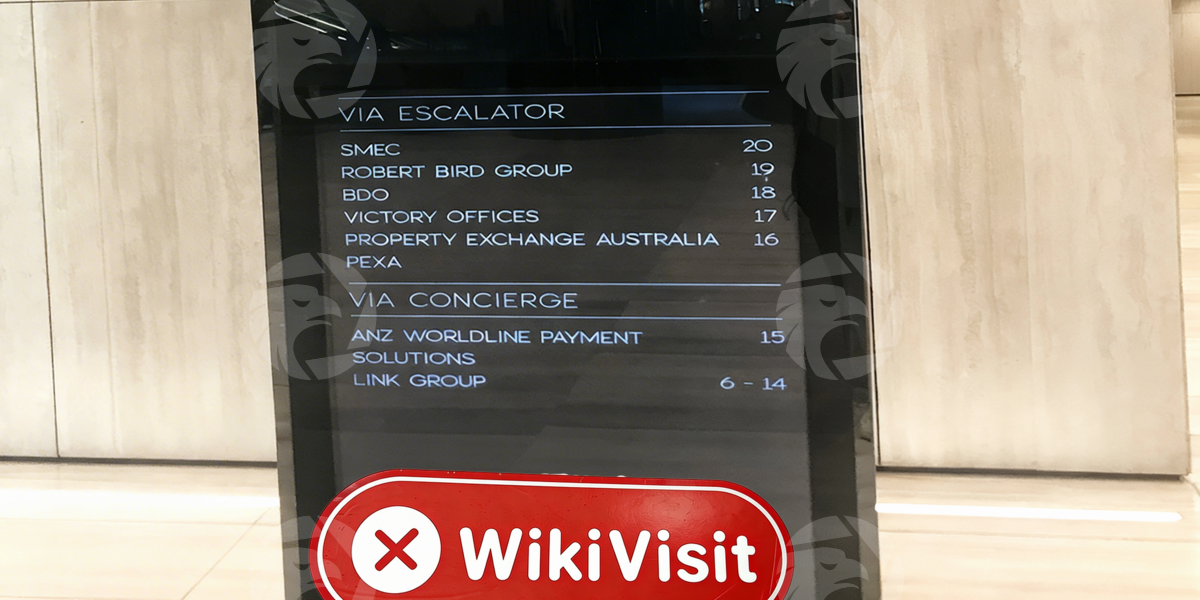 VIA ESCALATOR
SMEC 20
ROBERT BIRD GROUP 19
BDO 18
VICTORY OFFICES 17
PROPERTY EXCHANGE AUSTRALIA 16
PEXA
VIA CONCIERGE
ANZ WORLDLINE PAYMENT 15
SOLUTIONS
LINK GROUP 6 - 14
WikiVisit